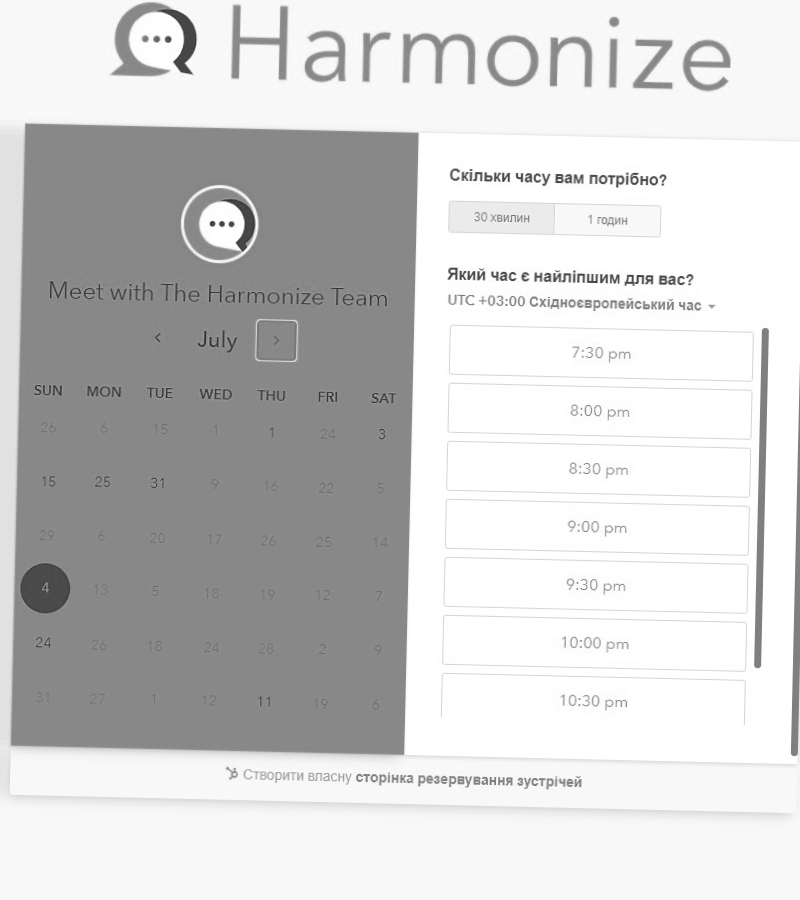 Harmonize
Meet with The Harmonize Team
July
SUN MON TUE WED THU FRI SAT
26 6 15 1 1 24 3
15 25 31 9 16 22 5
29 6 20 17 26 25 14
4 13 5 18 19 12 7
24 26 18 24 28 2 9
31 27 1 12 11 19 6
Скільки часу вам потрібно?
30 хвилин 1 годин
Який час є найліпшим для вас?
UTC +03:00 Східноєвропейський час
7:30 pm
8:00 pm
8:30 pm
9:00 pm
9:30 pm
10:00 pm
10:30 pm
Створити власну сторінка резервування зустрічей